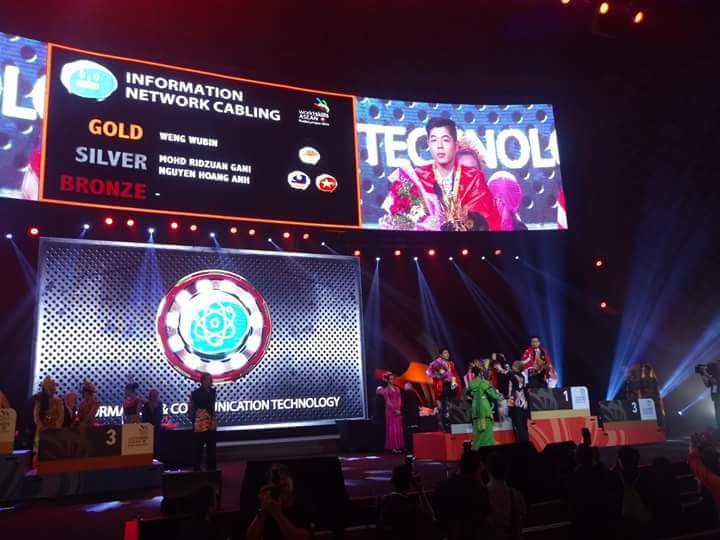 INFORMATION
NETWORK CABLING
GOLD WENG WUBIN
SILVER MOHD RIDZUAN GANI
NGUYEN HOANG ANH
BRONZE -
worldskills
ASEAN
TECHNOLO
& COMMUNICATION TECHNOLOGY
3
1
3